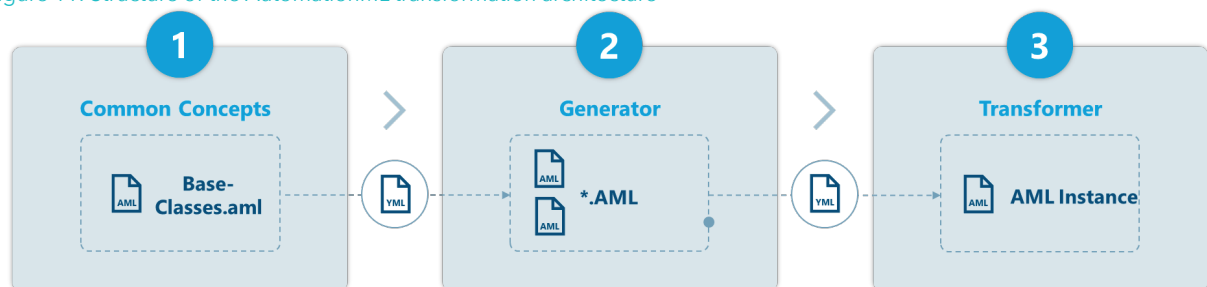 1
2
3
Common Concepts
Generator
Transformer
AML
Base-
Classes.aml
YML
AML
AML
*.AML
YML
AML
AML Instance